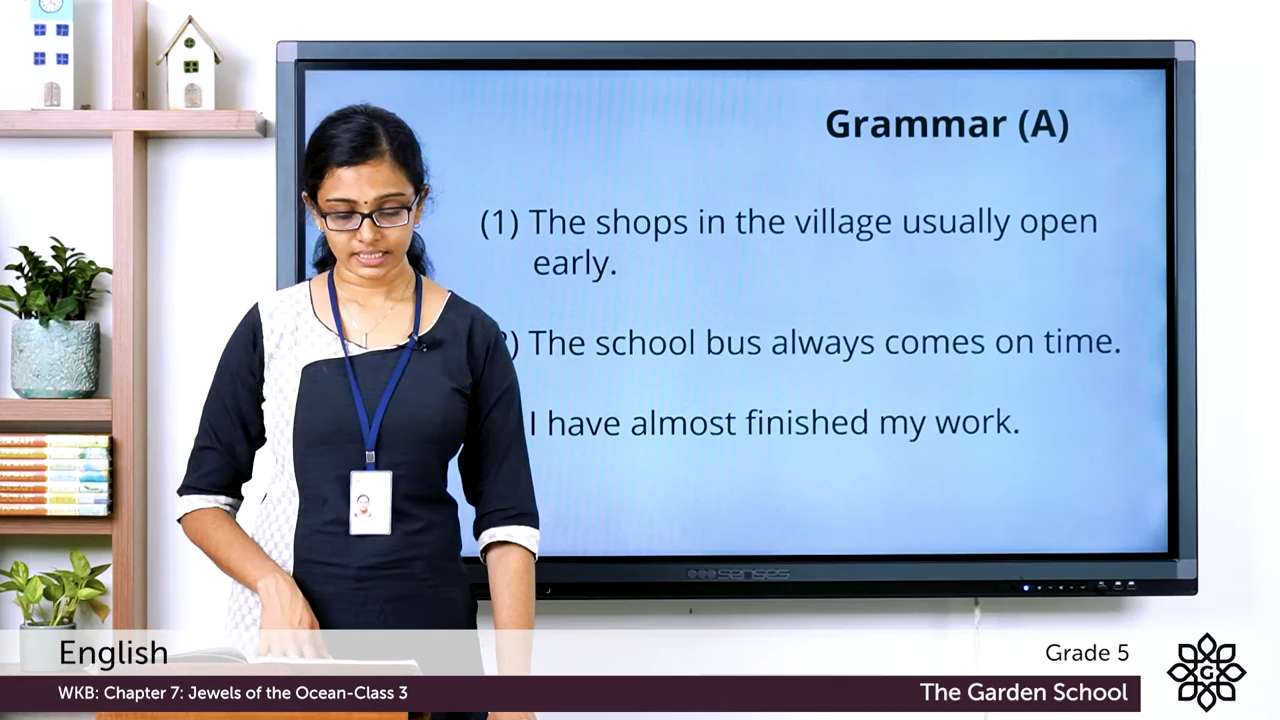 Grammar (A)
(1) The shops in the village usually open
early.
) The school bus always comes on time.
I have almost finished my work.
senses
English
Grade 5
WKB: Chapter 7: Jewels of the Ocean-Class 3
The Garden School
G